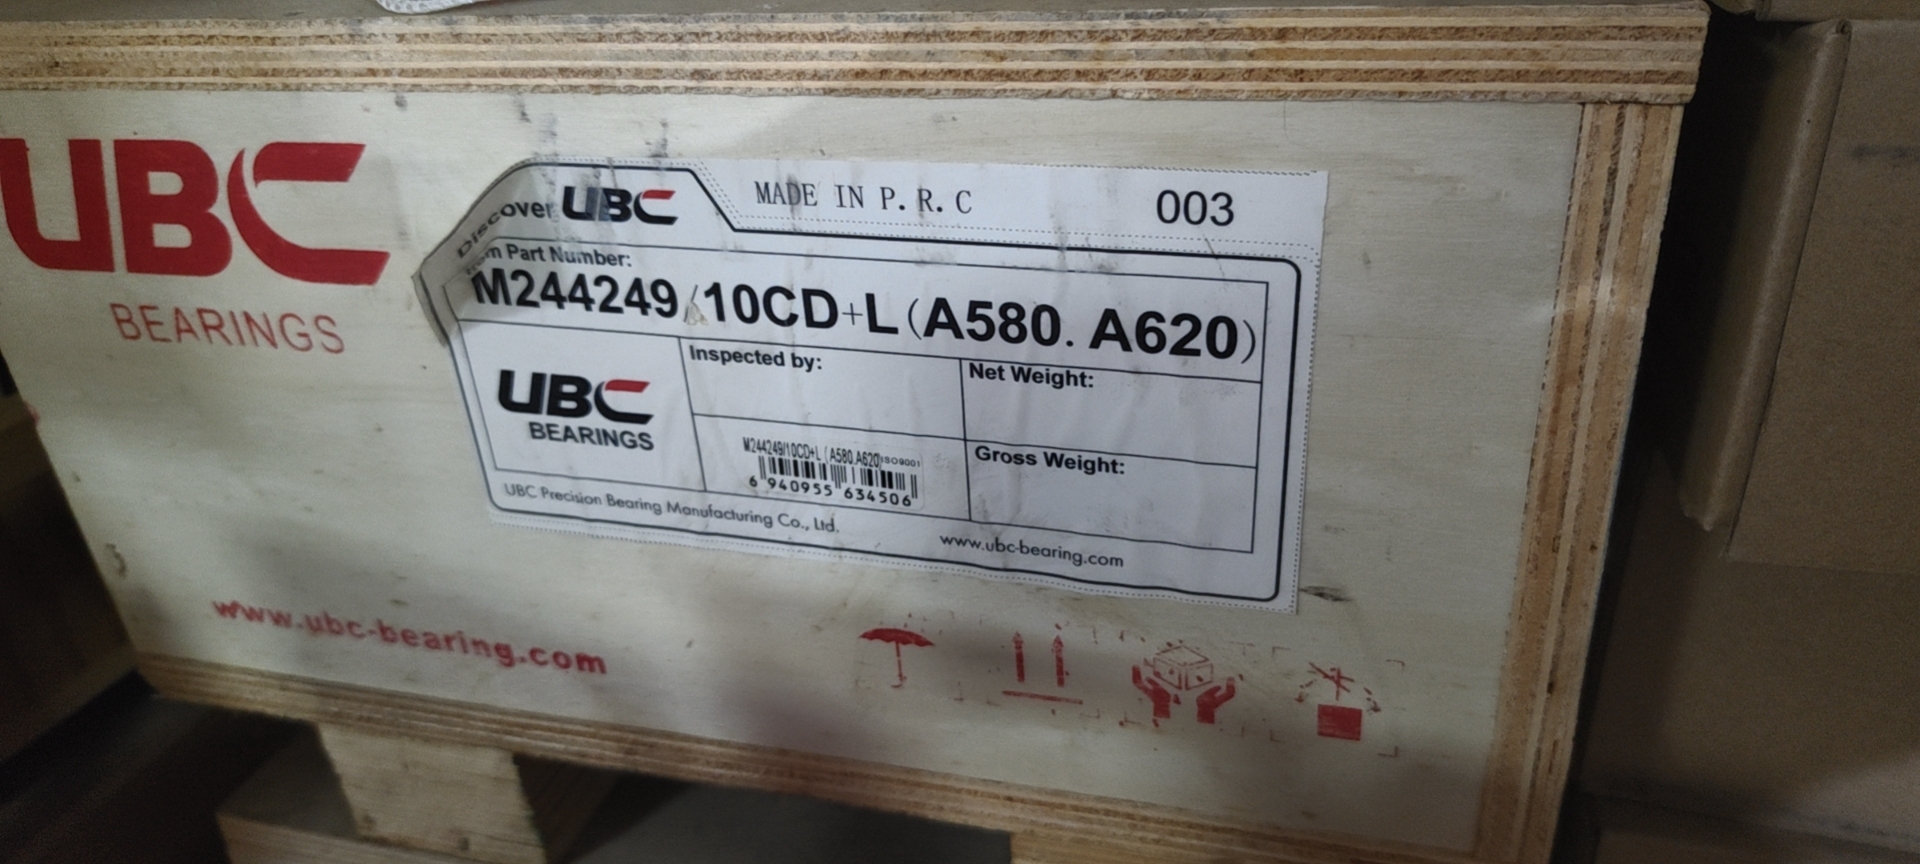 UBC
BEARINGS
Discover UBC
MADE IN P. R. C
003
Part Number:
M244249/10CD+L(A580. A620)
UBC
BEARINGS
Inspected by:
Net Weight:
M244249/10CD+L (A580.A620) ISO9001
6 940955 634506
Gross Weight:
UBC Precision Bearing Manufacturing Co., Ltd.
www.ubc-bearing.com
www.ubc-bearing.com